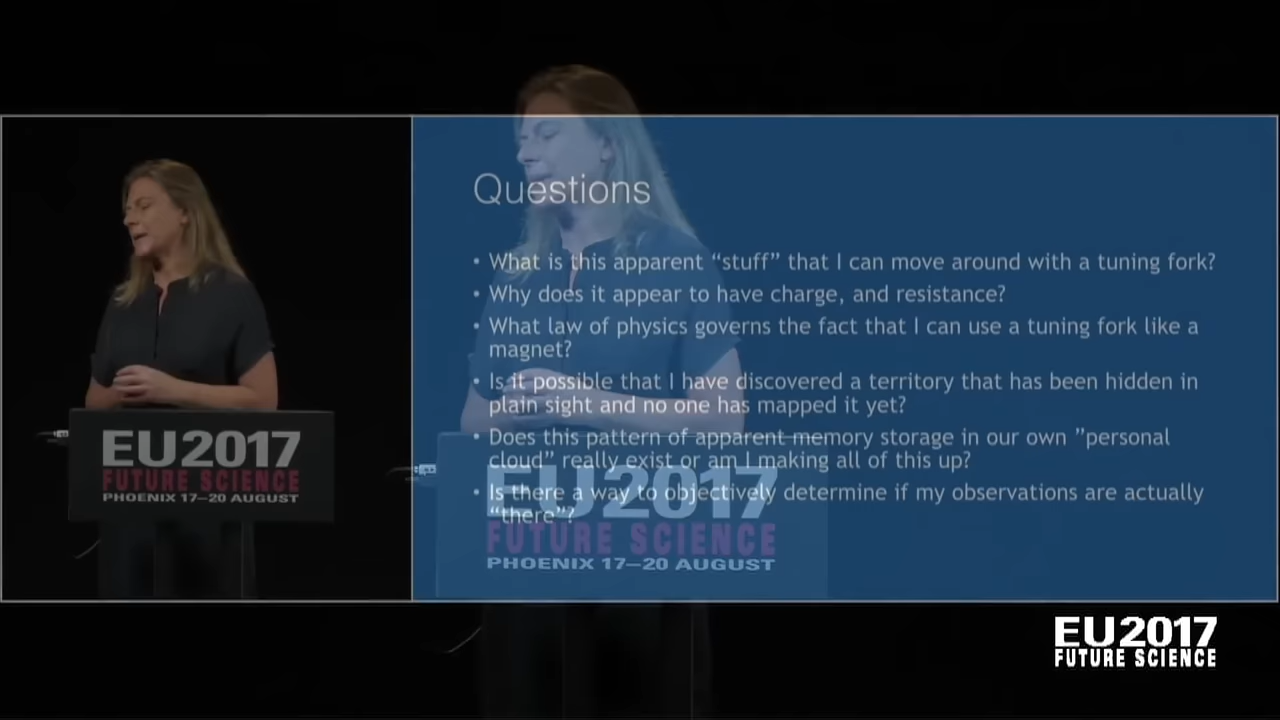 Questions
• What is this apparent “stuff” that I can move around with a tuning fork?
• Why does it appear to have charge, and resistance?
• What law of physics governs the fact that I can use a tuning fork like a
magnet?
• Is it possible that I have discovered a territory that has been hidden in
plain sight and no one has mapped it yet?
• Does this pattern of apparent memory storage in our own ”personal
cloud” really exist or am I making all of this up?
• Is there a way to objectively determine if my observations are actually
“there”?
EU2017
FUTURE SCIENCE
PHOENIX 17–20 AUGUST
EU2017
FUTURE SCIENCE
PHOENIX 17–20 AUGUST
EU2017
FUTURE SCIENCE